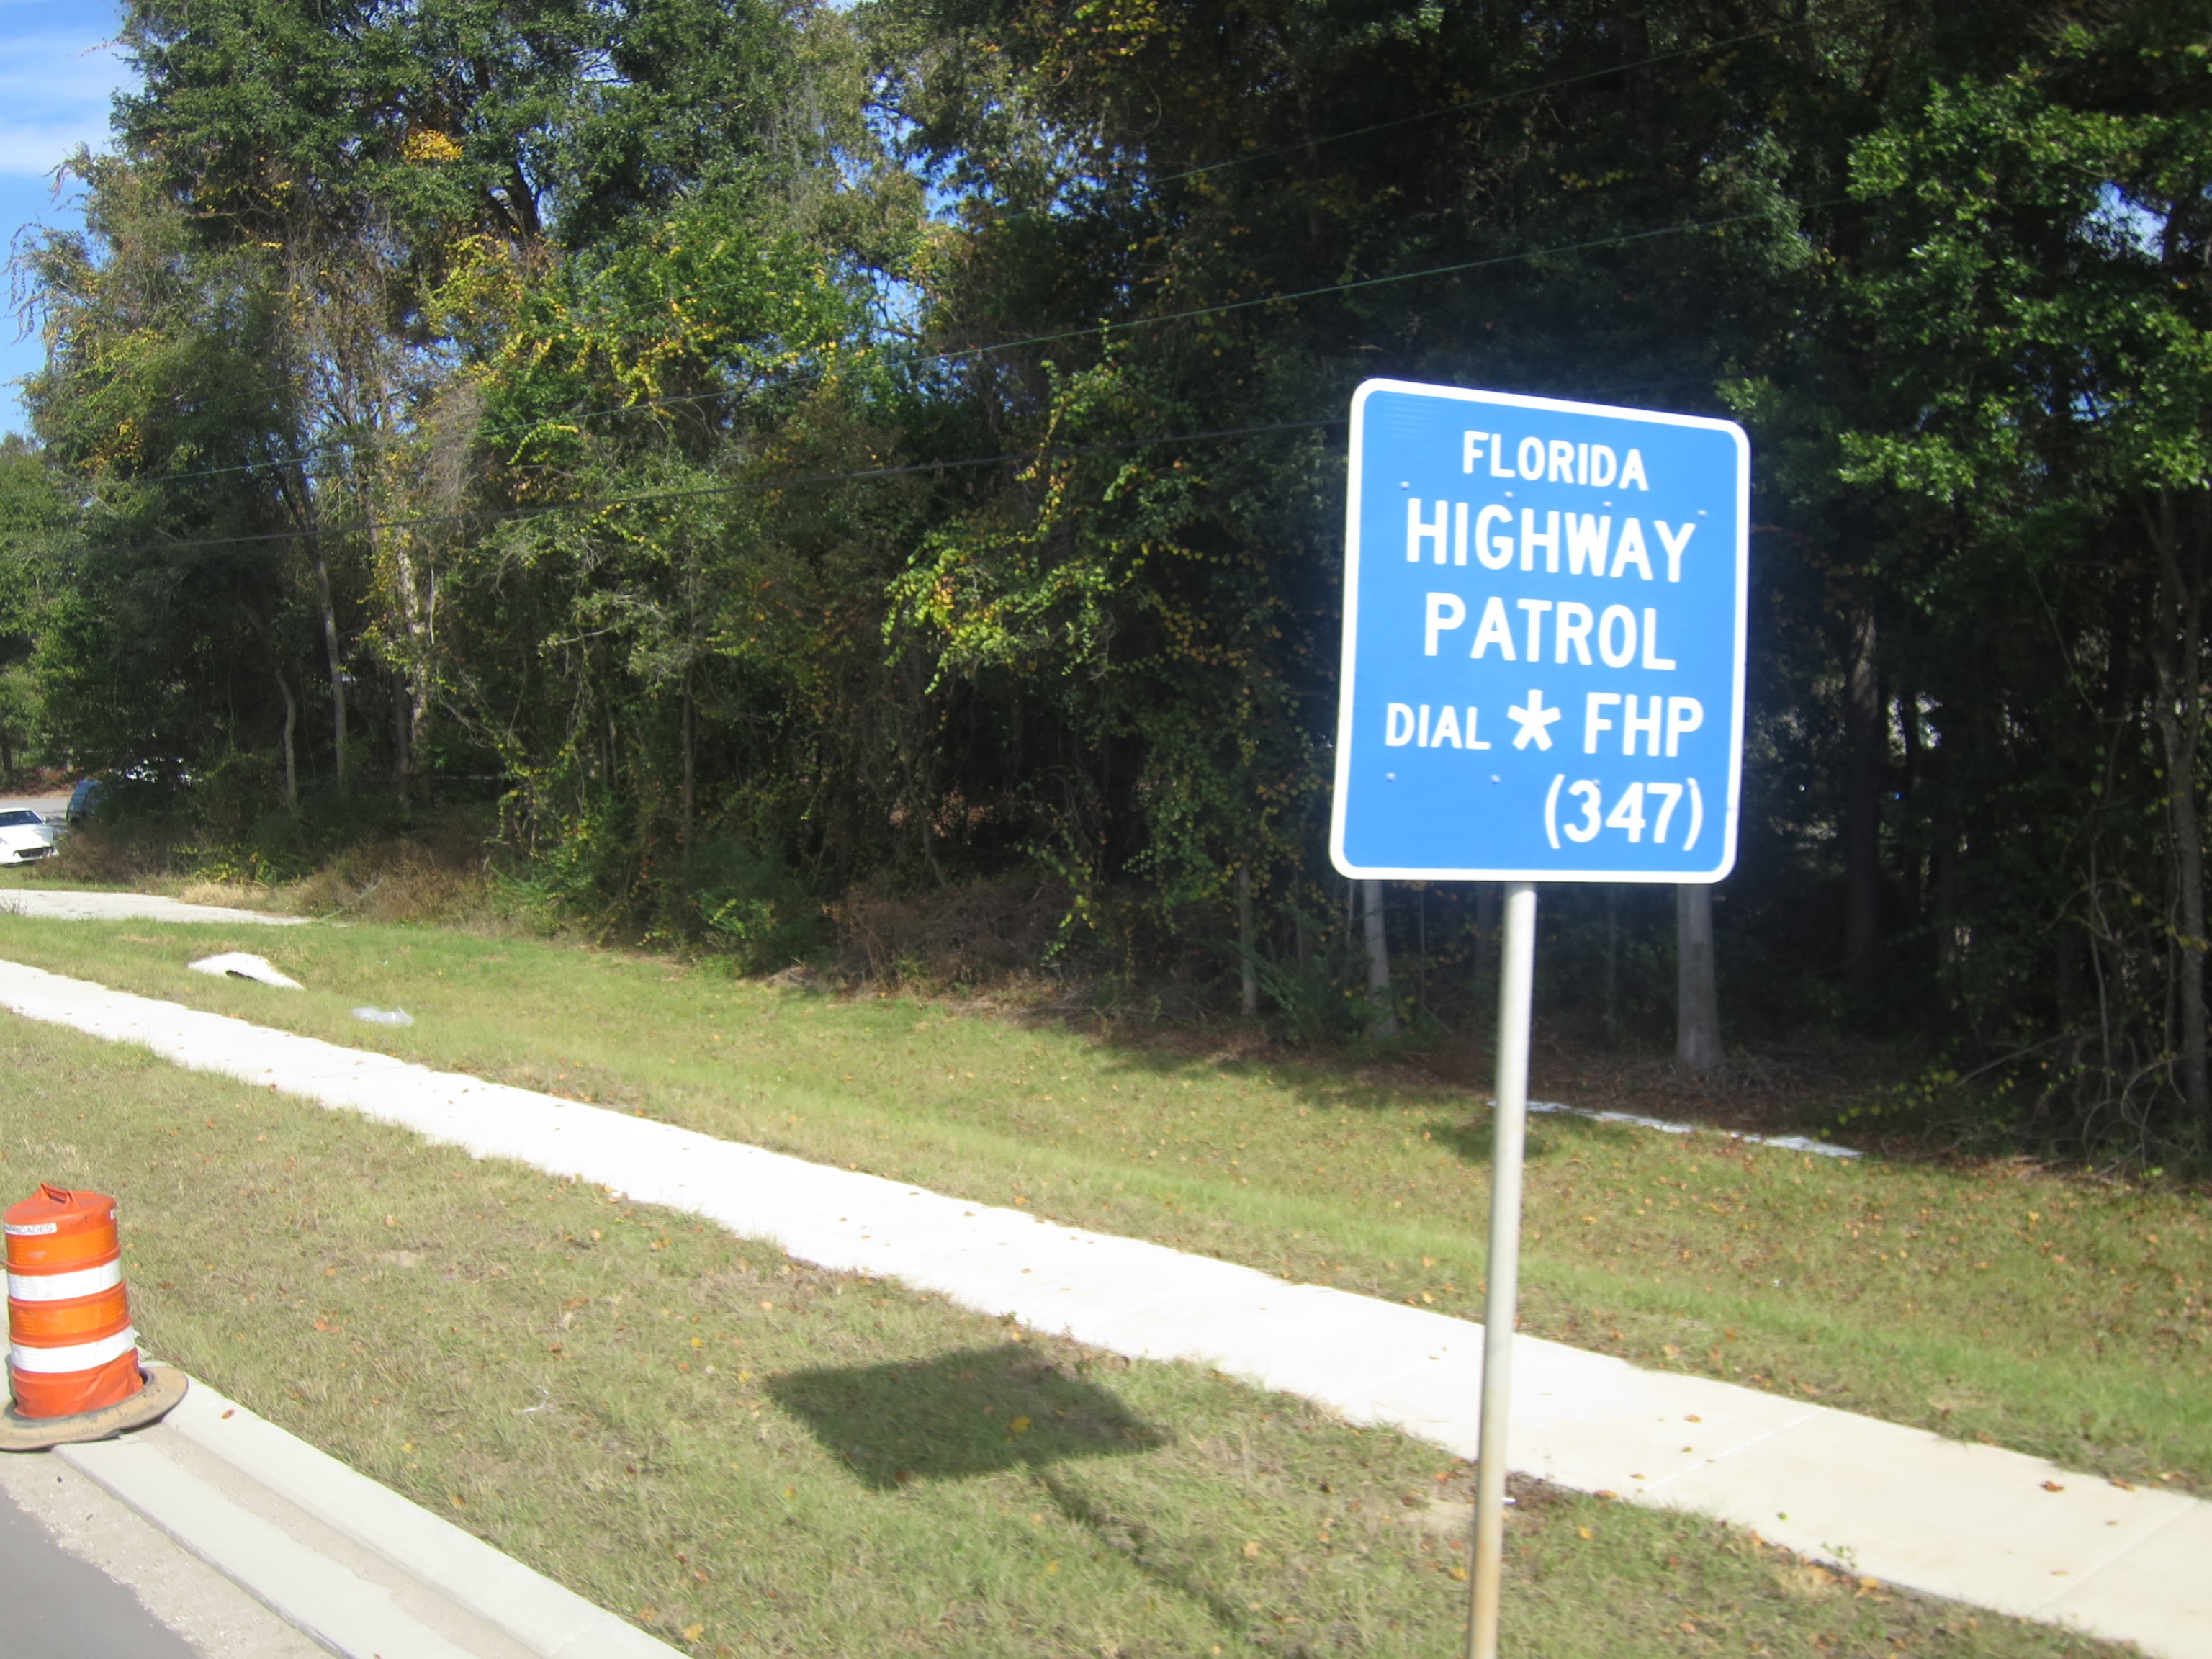 FLORIDA
HIGHWAY
PATROL
DIAL * FHP
(347)